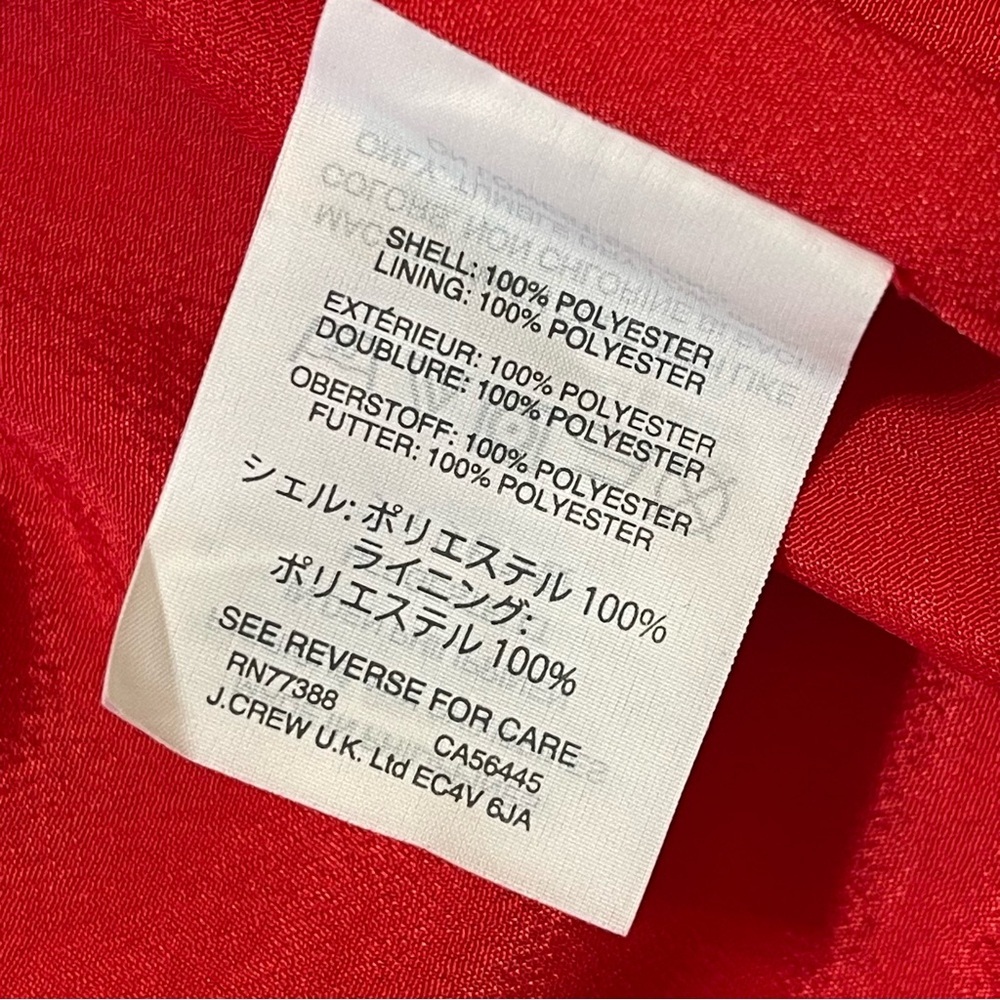 SHELL: 100% POLYESTER
LINING: 100% POLYESTER
EXTÉRIEUR: 100% POLYESTER
DOUBLURE: 100% POLYESTER
OBERSTOFF: 100% POLYESTER
FUTTER: 100% POLYESTER
シェル: ポリエステル 100%
ライニング:
ポリエステル 100%
SEE REVERSE FOR CARE
RN77388 CA56445
J.CREW U.K. Ltd EC4V 6JA